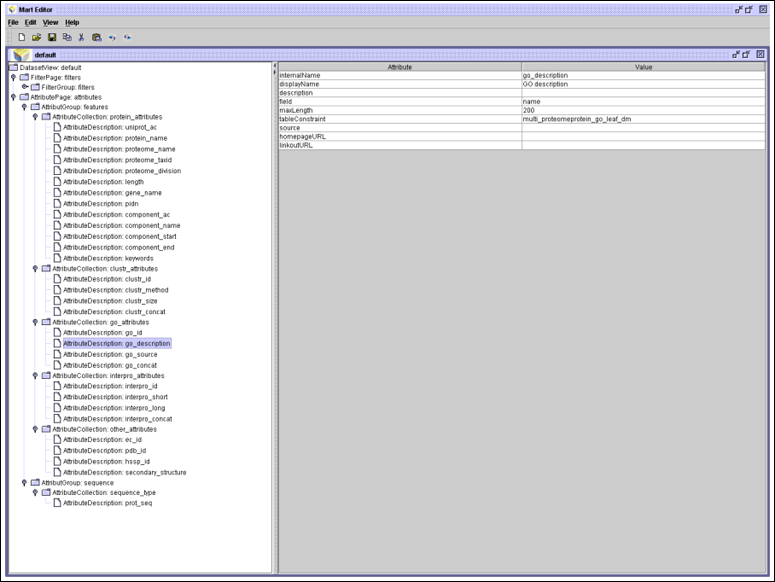 Mart Editor
File Edit View Help
default
DatasetView: default
FilterPage: filters
FilterGroup: filters
AttributePage: attributes
AttributGroup: features
AttributeCollection: protein_attributes
AttributeDescription: uniprot_ac
AttributeDescription: protein_name
AttributeDescription: proteome_name
AttributeDescription: proteome_taxid
AttributeDescription: proteome_division
AttributeDescription: length
AttributeDescription: gene_name
AttributeDescription: pidn
AttributeDescription: component_ac
AttributeDescription: component_name
AttributeDescription: component_start
AttributeDescription: component_end
AttributeDescription: keywords
AttributeCollection: clustr_attributes
AttributeDescription: clustr_id
AttributeDescription: clustr_method
AttributeDescription: clustr_size
AttributeDescription: clustr_concat
AttributeCollection: go_attributes
AttributeDescription: go_id
AttributeDescription: go_description
AttributeDescription: go_source
AttributeDescription: go_concat
AttributeCollection: interpro_attributes
AttributeDescription: interpro_id
AttributeDescription: interpro_short
AttributeDescription: interpro_long
AttributeDescription: interpro_concat
AttributeCollection: other_attributes
AttributeDescription: ec_id
AttributeDescription: pdb_id
AttributeDescription: hssp_id
AttributeDescription: secondary_structure
AttributGroup: sequence
AttributeCollection: sequence_type
AttributeDescription: prot_seq
Attribute Value
internalName go_description
displayName GO description
description
field name
maxLength 200
tableConstraint multi_proteomeprotein_go_leaf_dm
source
homepageURL
linkoutURL